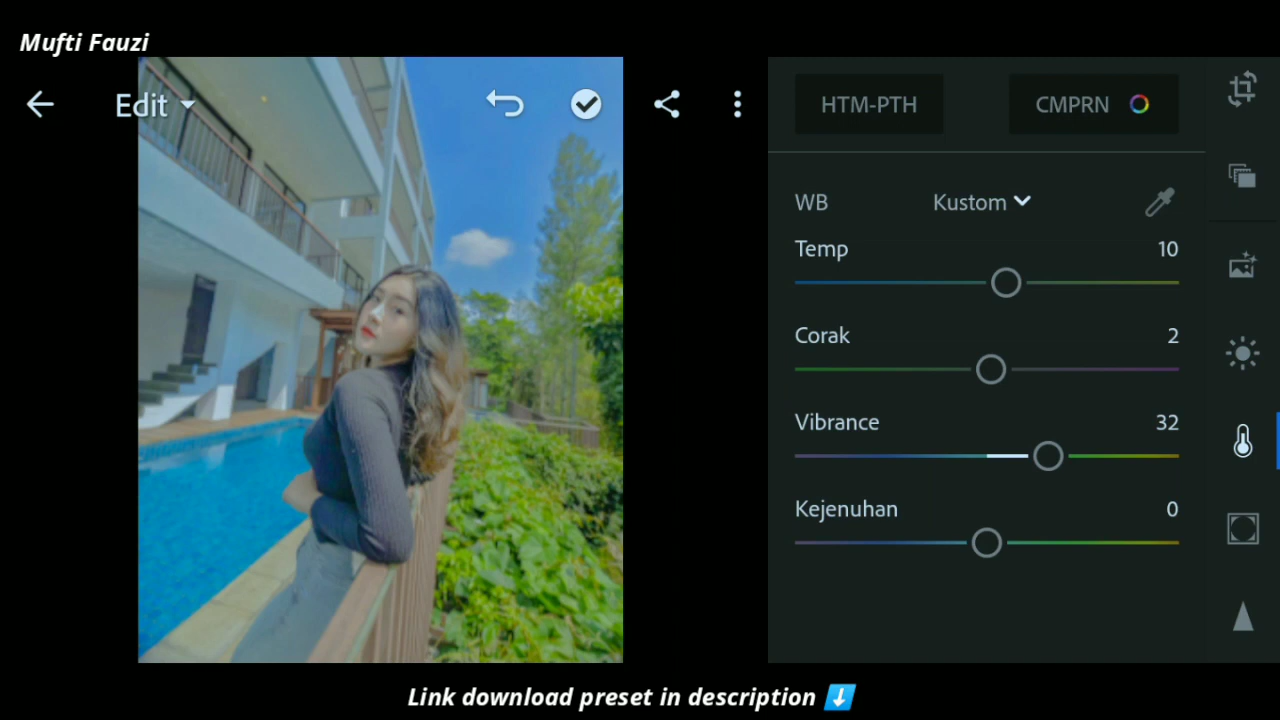 Mufti Fauzi
Edit
HTM-PTH
CMPRN
WB
Kustom
Temp
10
Corak
2
Vibrance
32
Kejenuhan
0
Link download preset in description ⬇️